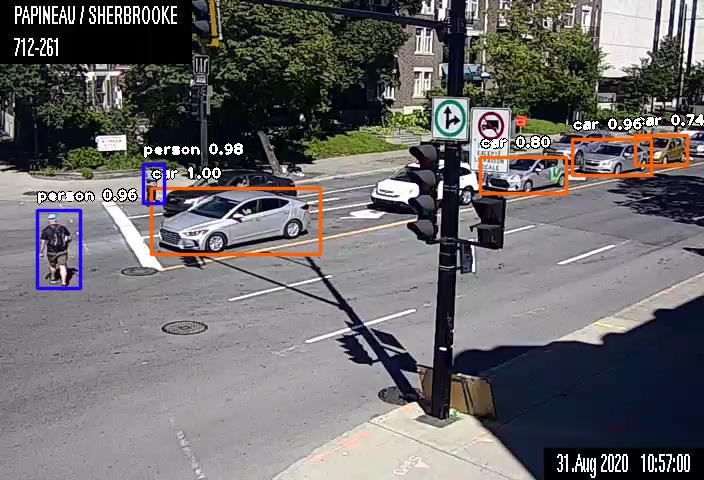 PAPINEAU / SHERBROOKE
712-261
person 0.98
car 1.00
person 0.96
car 0.80
car 0.96
car 0.74
31.Aug 2020 10:57:00